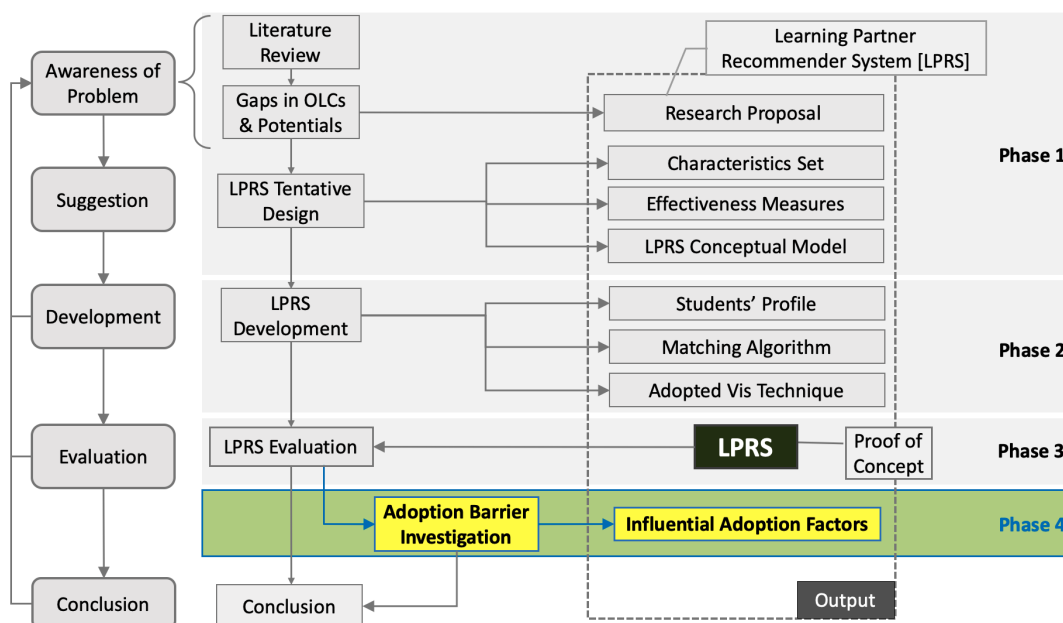 Literature
Review
Learning Partner
Recommender System [LPRS]
Awareness of
Problem
Gaps in OLCs
& Potentials
Research Proposal
Phase 1
Characteristics Set
Suggestion
LPRS Tentative
Design
Effectiveness Measures
LPRS Conceptual Model
Development
LPRS
Development
Students’ Profile
Matching Algorithm
Phase 2
Adopted Vis Technique
Evaluation
LPRS Evaluation
LPRS
Proof of
Concept
Phase 3
Adoption Barrier
Investigation
Influential Adoption Factors
Phase 4
Conclusion
Conclusion
Output